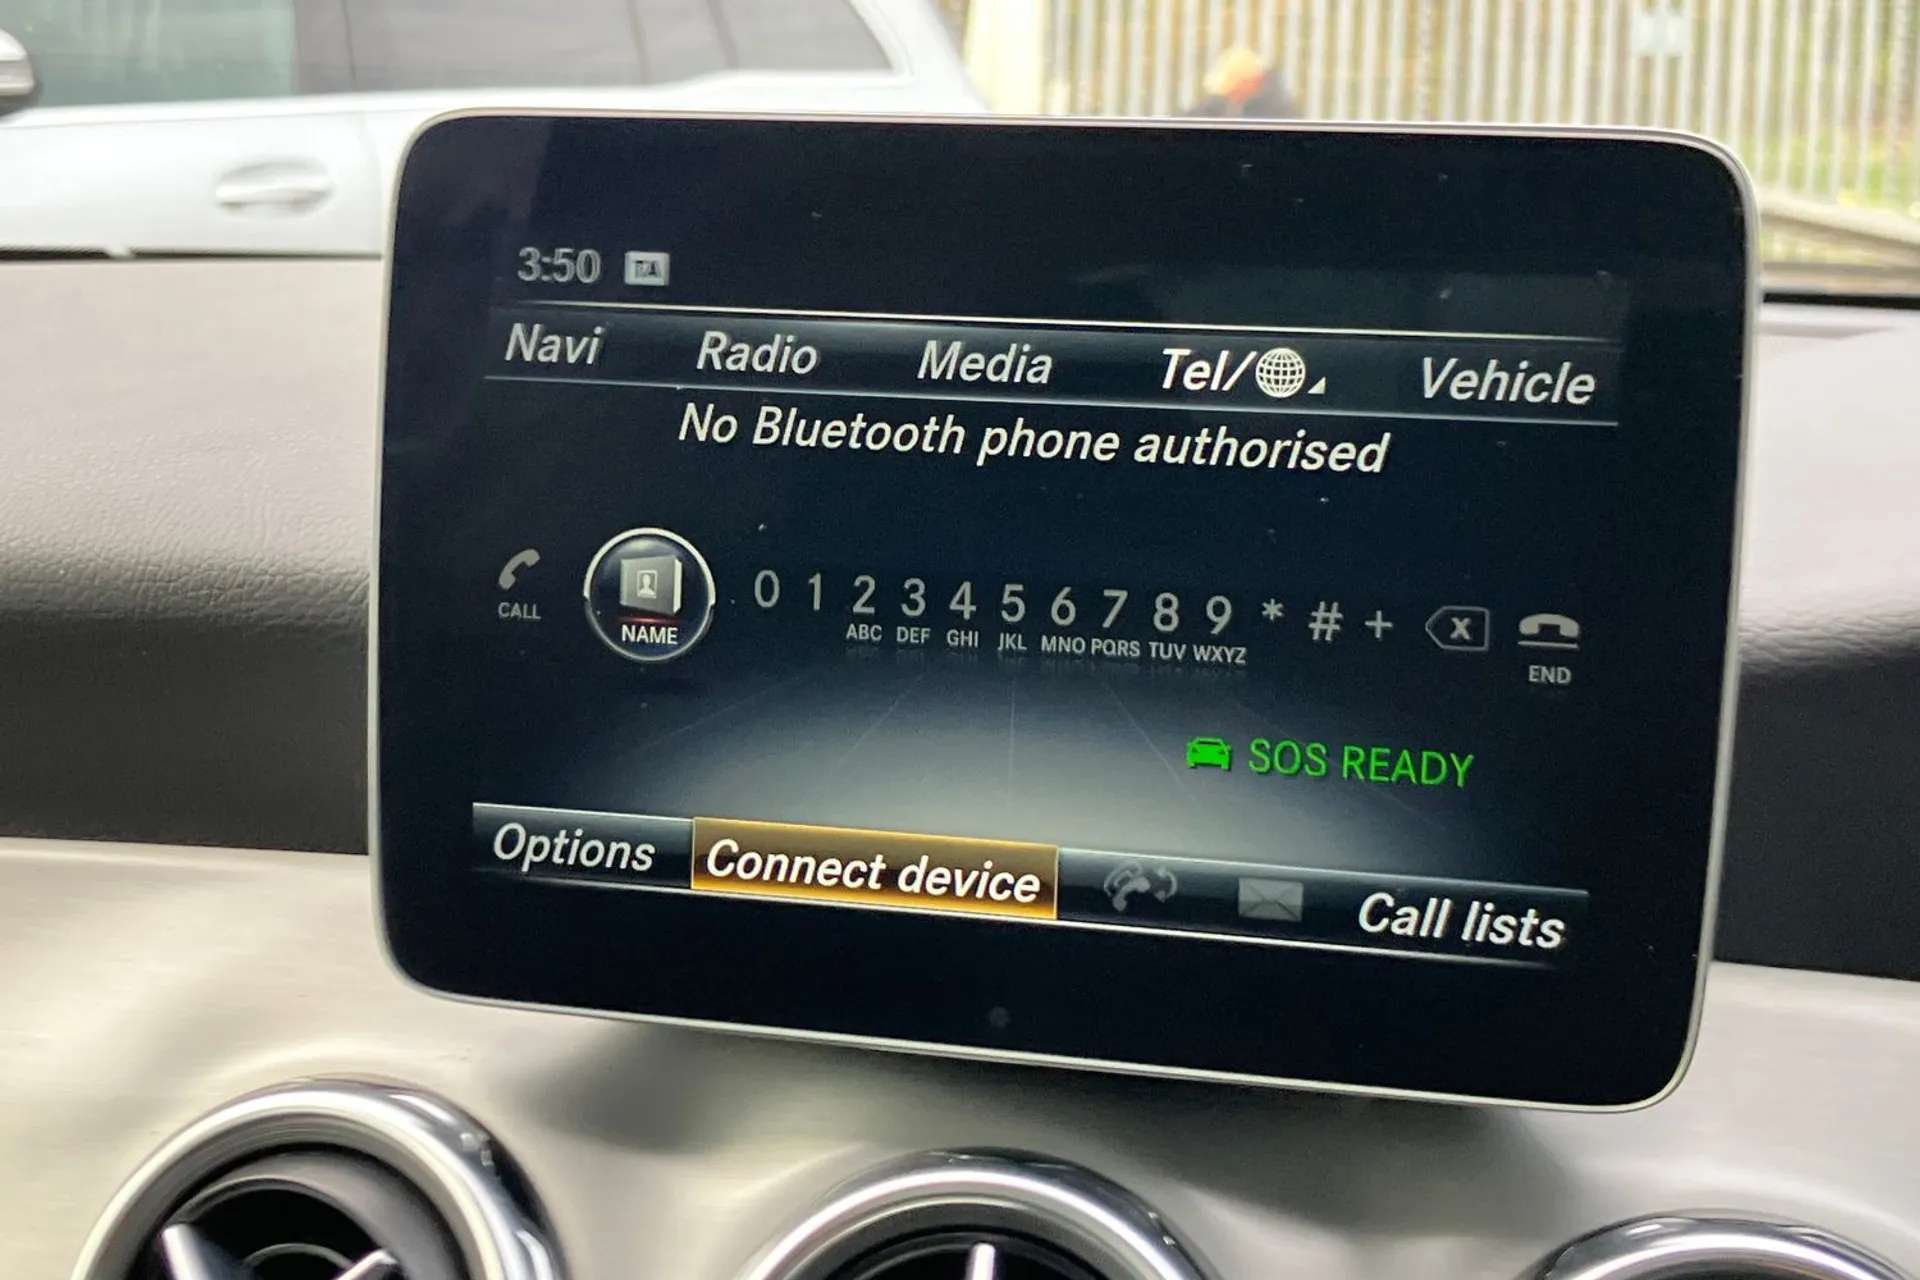 3:50 TA
Navi Radio Media Tel/ Vehicle
No Bluetooth phone authorised
CALL NAME 0 1 2 3 4 5 6 7 8 9 * # + X END
ABC DEF GHI JKL MNO PQRS TUV WXYZ
SOS READY
Options Connect device Call lists